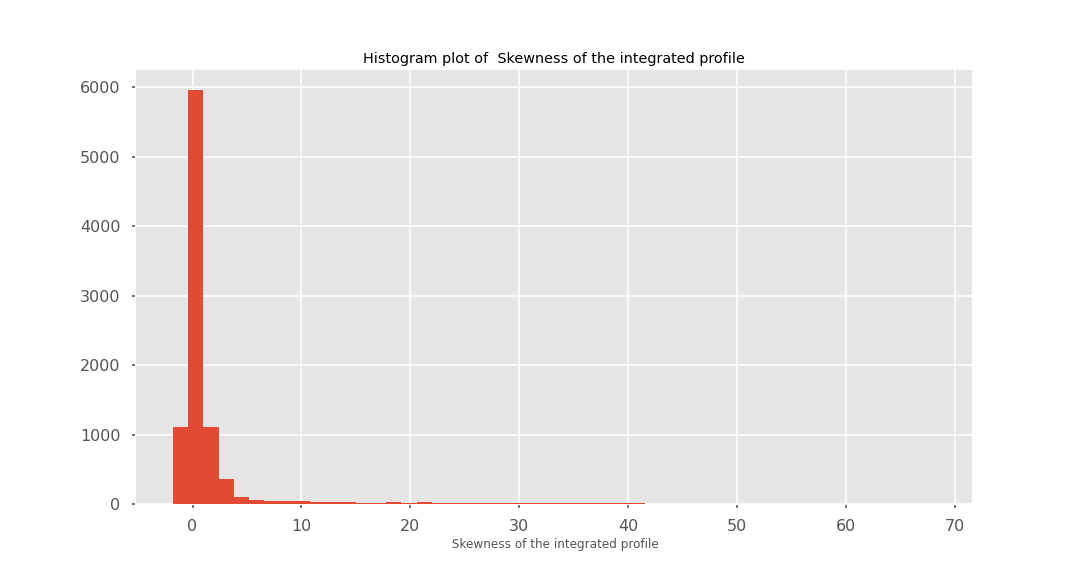 Histogram plot of  Skewness of the integrated profile
6000
5000
4000
3000
2000
1000
0
0 10 20 30 40 50 60 70
Skewness of the integrated profile